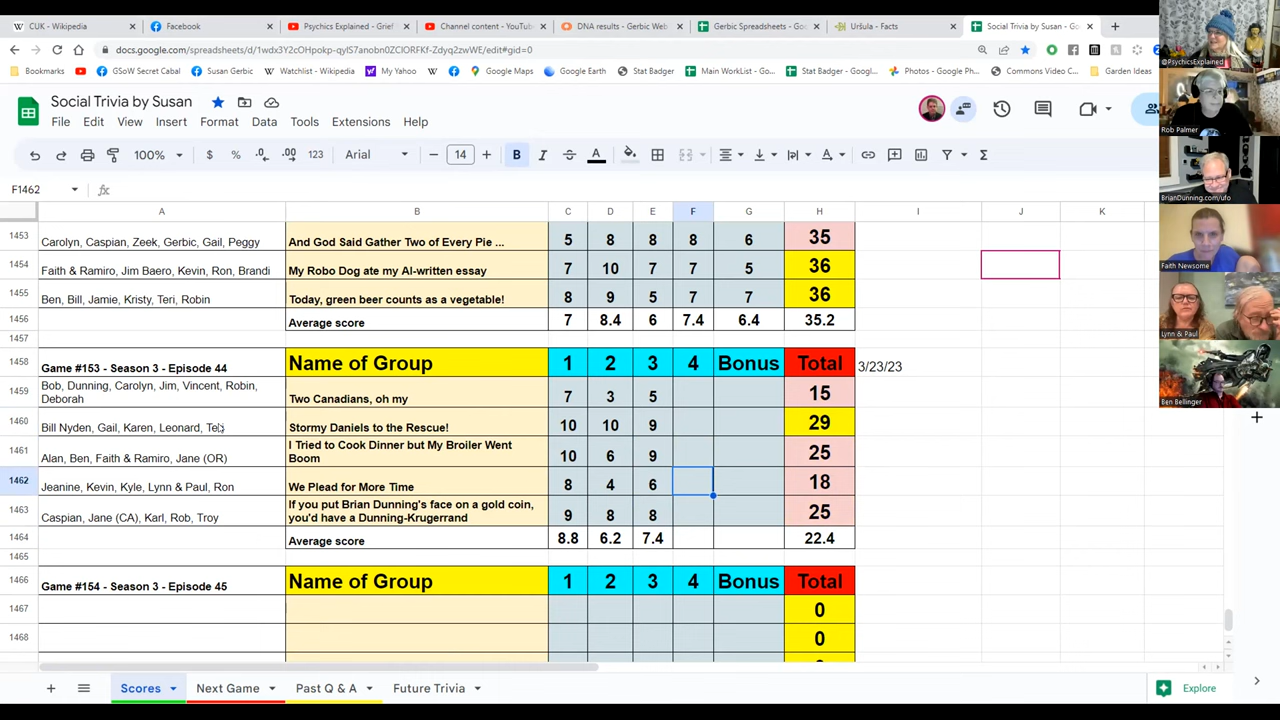 CUK - Wikipedia
Facebook
Psychics Explained - Grief
Channel content - YouTube
DNA results - Gerbic Web
Gerbic Spreadsheets - Goo
Uršula - Facts
Social Trivia by Susan - Go
docs.google.com/spreadsheets/d/1wdx3Y2cOHpokp-qylS7anobn0ZCIORFKf-Zdyq2zwWE/edit#gid=0
Bookmarks
GSoW Secret Cabal
Susan Gerbic
Watchlist - Wikipedia
My Yahoo
Google Maps
Google Earth
Stat Badger
Main WorkList - Go...
Stat Badger - Goo...
Photos - Google Ph...
Commons Video C...
Garden Ideas
Social Trivia by Susan
File Edit View Insert Format Data Tools Extensions Help
100% $ % .0 .00 123 Arial 14 B
F1462
A B C D E F G H I J K
1453 Carolyn, Caspian, Zeek, Gerbic, Gail, Peggy And God Said Gather Two of Every Pie ... 5 8 8 8 6 35
1454 Faith & Ramiro, Jim Baero, Kevin, Ron, Brandi My Robo Dog ate my AI-written essay 7 10 7 7 5 36
1455 Ben, Bill, Jamie, Kristy, Teri, Robin Today, green beer counts as a vegetable! 8 9 5 7 7 36
1456 Average score 7 8.4 6 7.4 6.4 35.2
1457
1458 Game #153 - Season 3 - Episode 44 Name of Group 1 2 3 4 Bonus Total 3/23/23
1459 Bob, Dunning, Carolyn, Jim, Vincent, Robin,
Deborah Two Canadians, oh my 7 3 5 15
1460 Bill Nyden, Gail, Karen, Leonard, Stormy Daniels to the Rescue! 10 10 9 29
1461 Alan, Ben, Faith & Ramiro, Jane (OR) I Tried to Cook Dinner but My Broiler Went
Boom 10 6 9 25
1462 Jeanine, Kevin, Kyle, Lynn & Paul, Ron We Plead for More Time 8 4 6 18
1463 Caspian, Jane (CA), Karl, Rob, Troy If you put Brian Dunning's face on a gold coin,
you'd have a Dunning-Krugerrand 9 8 8 25
1464 Average score 8.8 6.2 7.4 22.4
1465
1466 Game #154 - Season 3 - Episode 45 Name of Group 1 2 3 4 Bonus Total
1467 0
1468 0
Scores
Next Game
Past Q & A
Future Trivia
Explore
@PsychicsExplained
Rob Palmer
BrianDunning.com/ufo
Faith Newsome
Lynn & Paul
Ben Bellinger